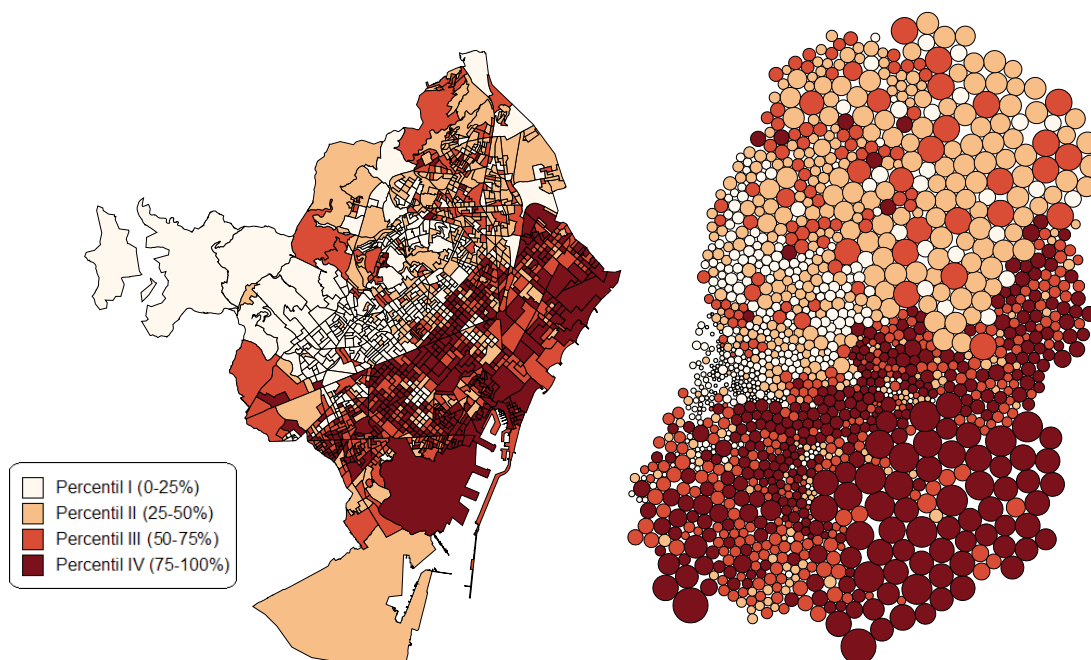 Percentil I (0-25%)
Percentil II (25-50%)
Percentil III (50-75%)
Percentil IV (75-100%)